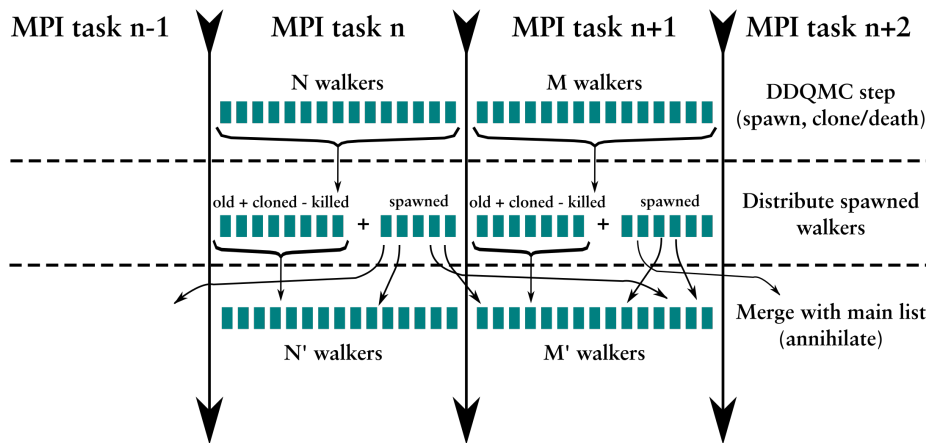 MPI task n-1
MPI task n
MPI task n+1
MPI task n+2
N walkers
M walkers
DDQMC step
(spawn, clone/death)
old + cloned - killed
spawned
old + cloned - killed
spawned
+
+
Distribute spawned
walkers
Merge with main list
(annihilate)
N' walkers
M' walkers